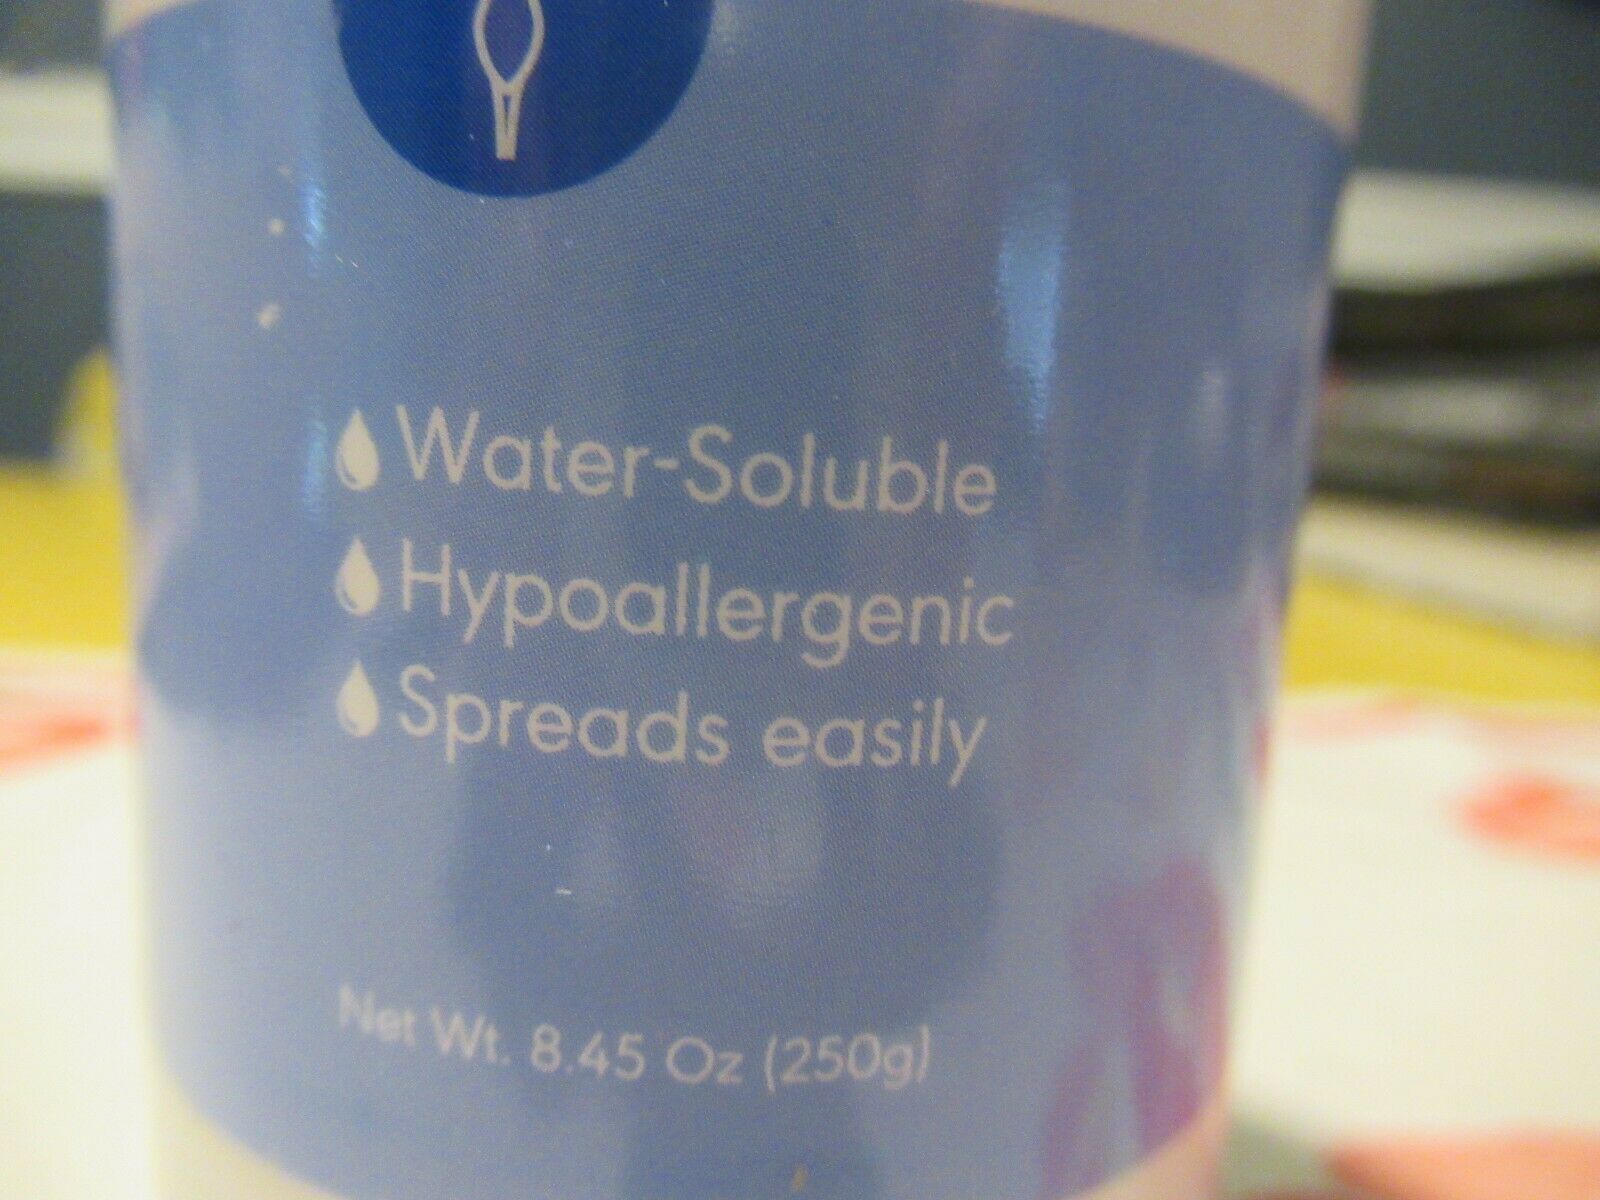 Water-Soluble
Hypoallergenic
Spreads easily
Net Wt. 8.45 Oz (250g)